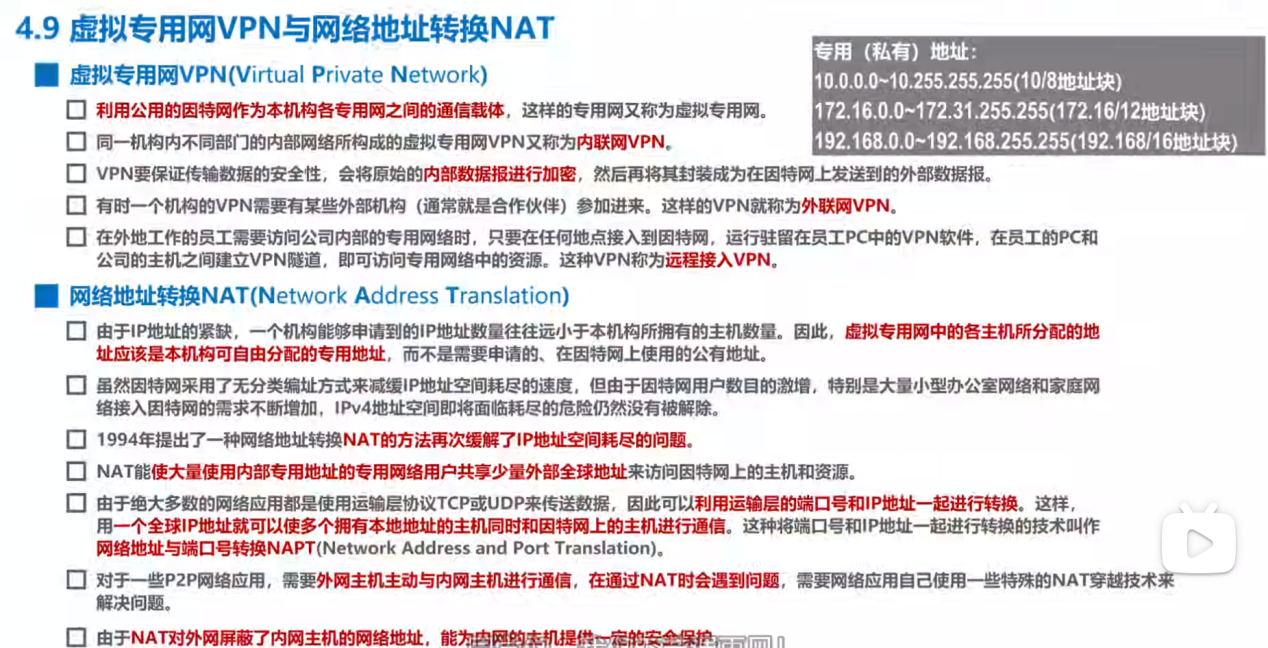 4.9 虚拟专用网VPN与网络地址转换NAT
专用（私有）地址：
10.0.0.0~10.255.255.255(10/8地址块)
172.16.0.0~172.31.255.255(172.16/12地址块)
192.168.0.0~192.168.255.255(192.168/16地址块)
虚拟专用网VPN(Virtual Private Network)
利用公用的因特网作为本机构各专用网之间的通信载体，这样的专用网又称为虚拟专用网。
同一机构内不同部门的内部网络所构成的虚拟专用网VPN又称为内联网VPN。
VPN要保证传输数据的安全性，会将原始的内部数据报进行加密，然后再将其封装成为在因特网上发送到的外部数据报。
有时一个机构的VPN需要有某些外部机构（通常就是合作伙伴）参加进来。这样的VPN就称为外联网VPN。
在外地工作的员工需要访问公司内部的专用网络时，只要在任何地点接入到因特网，运行驻留在员工PC中的VPN软件，在员工的PC和
公司的主机之间建立VPN隧道，即可访问专用网络中的资源。这种VPN称为远程接入VPN。
网络地址转换NAT(Network Address Translation)
由于IP地址的紧缺，一个机构能够申请到的IP地址数量往往远小于本机构所拥有的主机数量。因此，虚拟专用网中的各主机所分配的地
址应该是本机构可自由分配的专用地址，而不是需要申请的、在因特网上使用的公有地址。
虽然因特网采用了无分类编址方式来减缓IP地址空间耗尽的速度，但由于因特网用户数目的激增，特别是大量小型办公室网络和家庭网
络接入因特网的需求不断增加，IPv4地址空间即将面临耗尽的危险仍然没有被解除。
1994年提出了一种网络地址转换NAT的方法再次缓解了IP地址空间耗尽的问题。
NAT能使大量使用内部专用地址的专用网络用户共享少量外部全球地址来访问因特网上的主机和资源。
由于绝大多数的网络应用都是使用运输层协议TCP或UDP来传送数据，因此可以利用运输层的端口号和IP地址一起进行转换。这样，
用一个全球IP地址就可以使多个拥有本地地址的主机同时和因特网上的主机进行通信。这种将端口号和IP地址一起进行转换的技术叫作
网络地址与端口号转换NAPT(Network Address and Port Translation)。
对于一些P2P网络应用，需要外网主机主动与内网主机进行通信，在通过NAT时会遇到问题，需要网络应用自己使用一些特殊的NAT穿越技术来
解决问题。
由于NAT对外网屏蔽了内网主机的网络地址，能为内网的主机提供一定的安全保护。